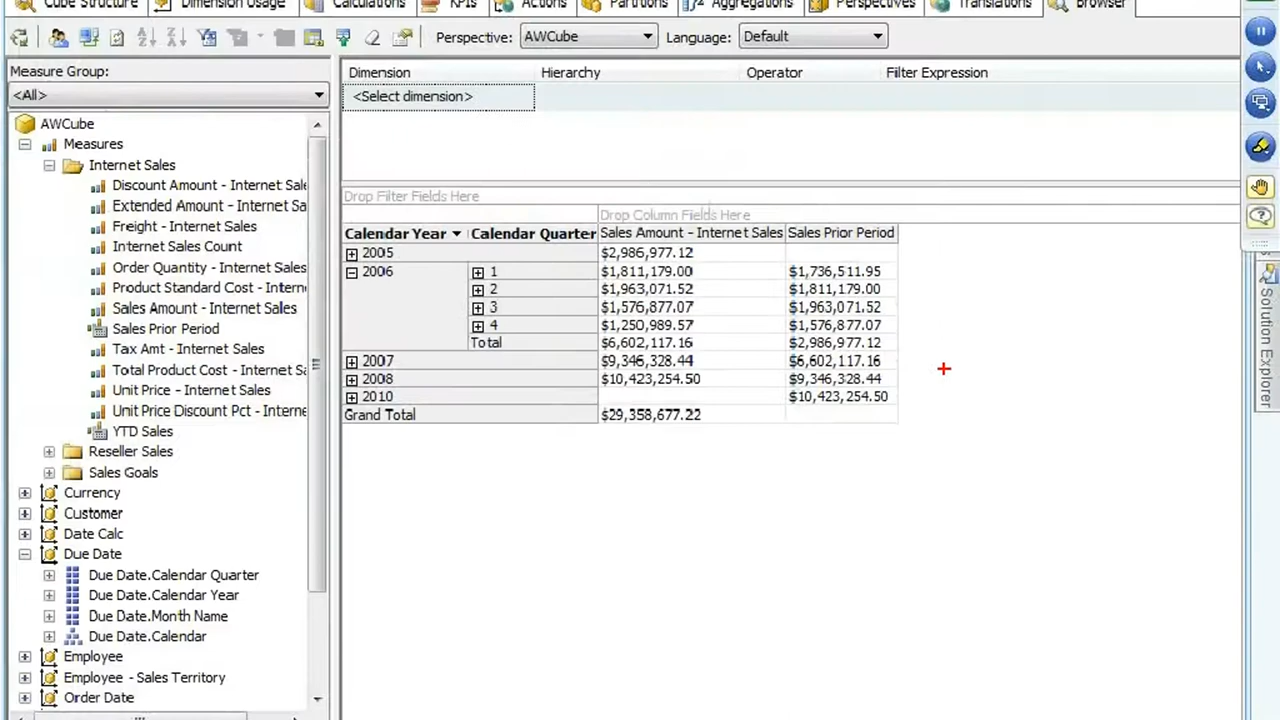 Cube Structure Dimension Usage Calculations KPIs Actions Partitions Aggregations Perspectives Translations Browser
Perspective: AWCube Language: Default
Measure Group:
<All>
AWCube
Measures
Internet Sales
Discount Amount - Internet Sale
Extended Amount - Internet Sa
Freight - Internet Sales
Internet Sales Count
Order Quantity - Internet Sales
Product Standard Cost - Intern
Sales Amount - Internet Sales
Sales Prior Period
Tax Amt - Internet Sales
Total Product Cost - Internet Sa
Unit Price - Internet Sales
Unit Price Discount Pct - Interne
YTD Sales
Reseller Sales
Sales Goals
Currency
Customer
Date Calc
Due Date
Due Date.Calendar Quarter
Due Date.Calendar Year
Due Date.Month Name
Due Date.Calendar
Employee
Employee - Sales Territory
Order Date
Dimension Hierarchy Operator Filter Expression
<Select dimension>
Drop Filter Fields Here
Drop Column Fields Here
Calendar Year Calendar Quarter Sales Amount - Internet Sales Sales Prior Period
2005 $2,986,977.12
2006 1 $1,811,179.00 $1,736,511.95
2 $1,963,071.52 $1,811,179.00
3 $1,576,877.07 $1,963,071.52
4 $1,250,989.57 $1,576,877.07
Total $6,602,117.16 $2,986,977.12
2007 $9,346,328.44 $6,602,117.16
2008 $10,423,254.50 $9,346,328.44
2010 $10,423,254.50
Grand Total $29,358,677.22
Solution Explorer